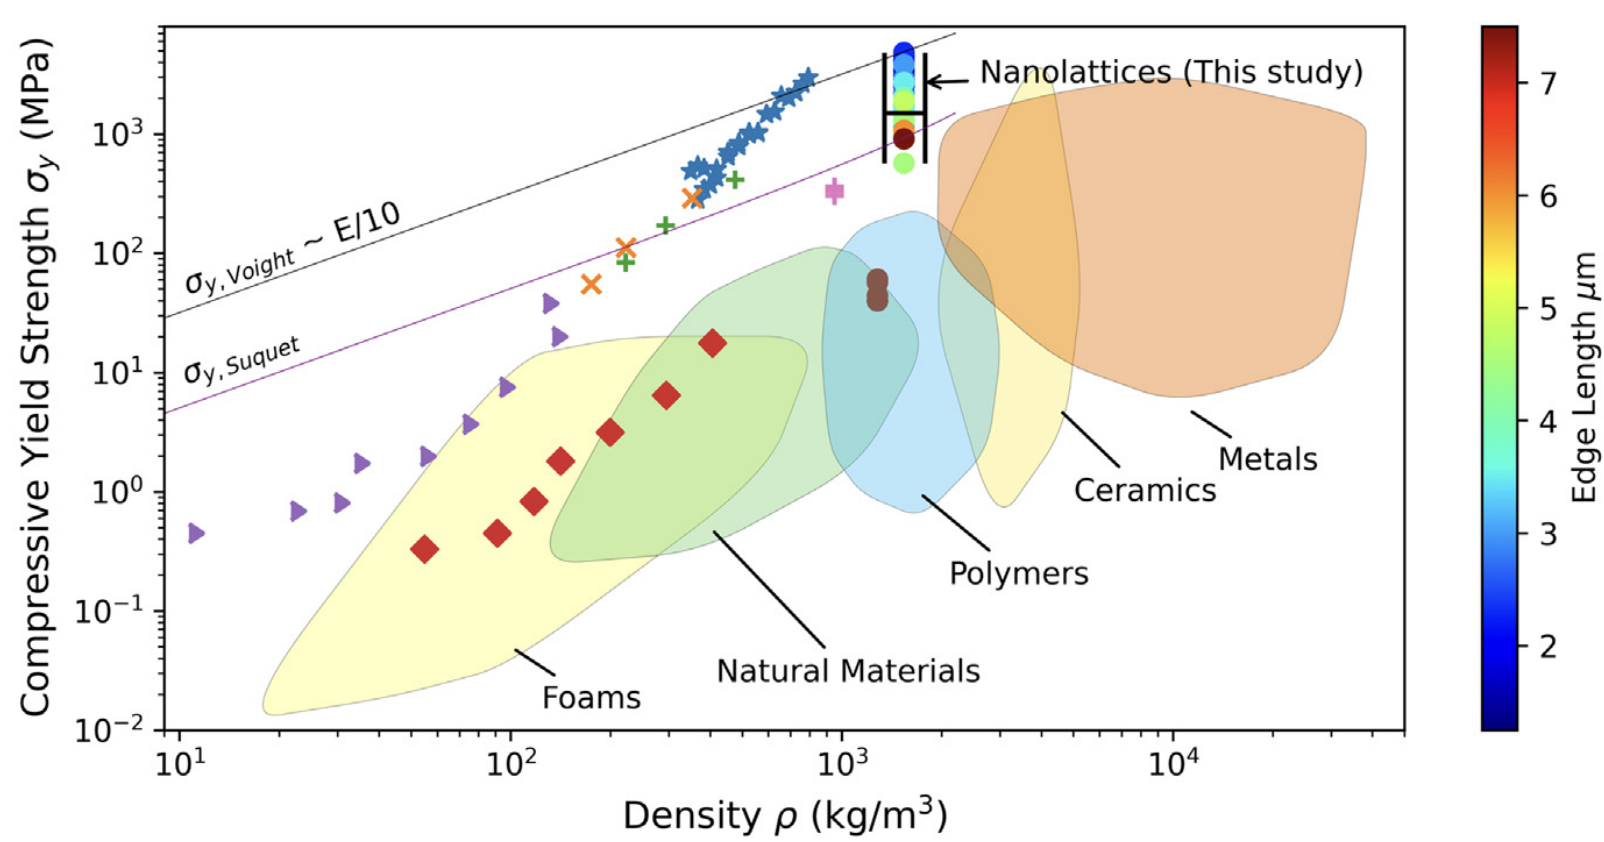 Compressive Yield Strength σy (MPa)
10³
10²
10¹
10⁰
10⁻¹
10⁻²
σy,Voight ~ E/10
σy,Suquet
Nanolattices (This study)
Metals
Ceramics
Polymers
Natural Materials
Foams
10¹ 10² 10³ 10⁴
Density ρ (kg/m³)
7
6
5
4
3
2
Edge Length μm